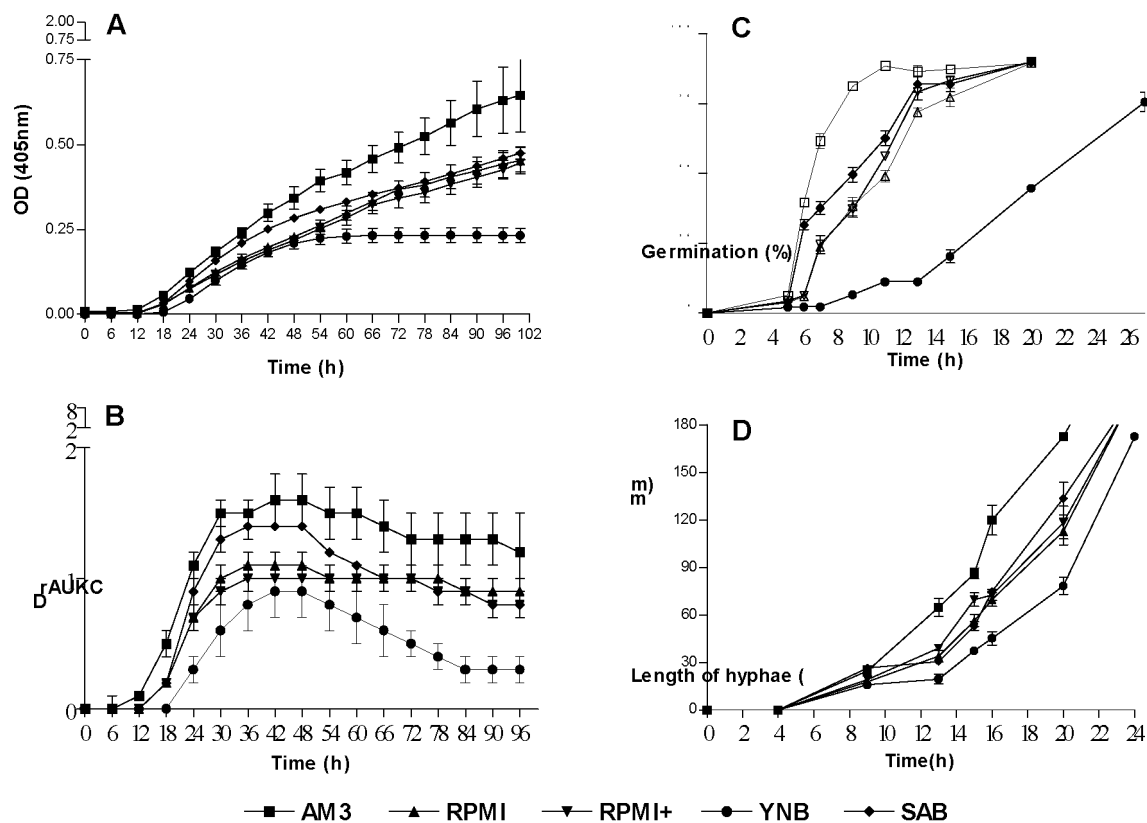 A
2.00
0.75
0.75
0.50
0.25
0.00
OD (405nm)
0 6 12 18 24 30 36 42 48 54 60 66 72 78 84 90 96 102
Time (h)
C
Germination (%)
0 2 4 6 8 10 12 14 16 18 20 22 24 26
Time (h)
B
8
2
2
1
0
DrAUKC
0 6 12 18 24 30 36 42 48 54 60 66 72 78 84 90 96
Time (h)
D
180
150
120
90
60
30
0
m)
m
Length of hyphae (
0 2 4 6 8 10 12 14 16 18 20 22 24
Time(h)
AM3 RPMI RPMI+ YNB SAB